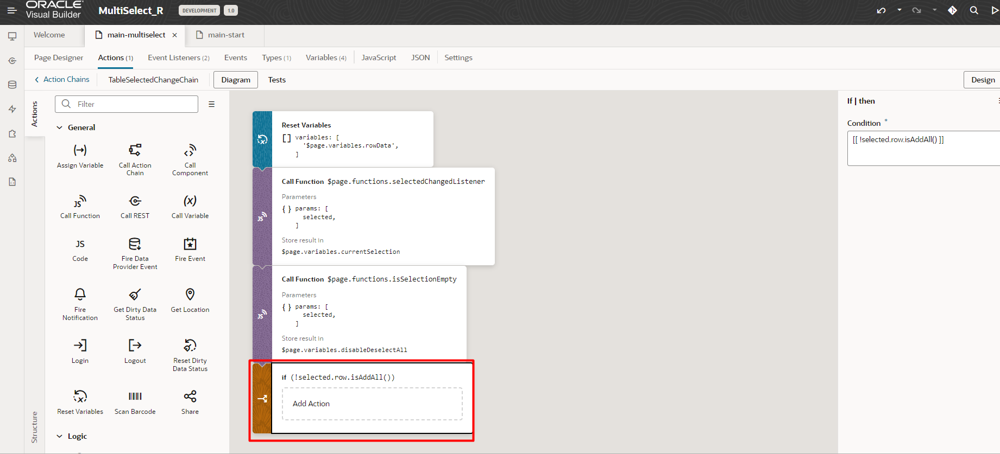 ORACLE
Visual Builder
MultiSelect_R
DEVELOPMENT
1.0
Welcome
main-multiselect
main-start
Page Designer
Actions (1)
Event Listeners (2)
Events
Types (1)
Variables (4)
JavaScript
JSON
Settings
Action Chains
TableSelectedChangeChain
Diagram
Tests
Design
Actions
Structure
Filter
General
Assign Variable
Call Action
Chain
Call
Component
Call Function
Call REST
Call Variable
JS
Code
Fire Data
Provider Event
Fire Event
Fire
Notification
Get Dirty Data
Status
Get Location
Login
Logout
Reset Dirty
Data Status
Reset Variables
Scan Barcode
Share
Logic
Reset Variables
[] variables: [
'$page.variables.rowData',
]
Call Function $page.functions.selectedChangedListener
Parameters
{ } params: [
selected,
]
Store result in
$page.variables.currentSelection
Call Function $page.functions.isSelectionEmpty
Parameters
{ } params: [
selected,
]
Store result in
$page.variables.disableDeselectAll
if (!selected.row.isAddAll())
Add Action
If | then
Condition *
[[ !selected.row.isAddAll() ]]